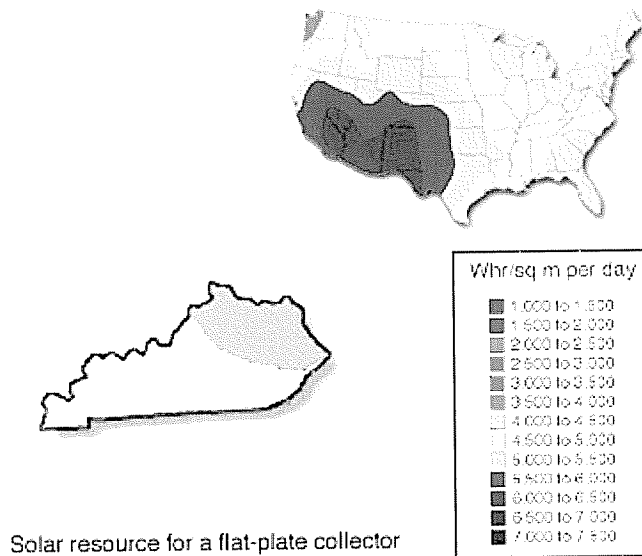 Whr/sq m per day
1,000 to 1,500
1,500 to 2,000
2,000 to 2,500
2,500 to 3,000
3,000 to 3,500
3,500 to 4,000
4,000 to 4,500
4,500 to 5,000
5,000 to 5,500
5,500 to 6,000
6,000 to 6,500
6,500 to 7,000
7,000 to 7,500
Solar resource for a flat-plate collector